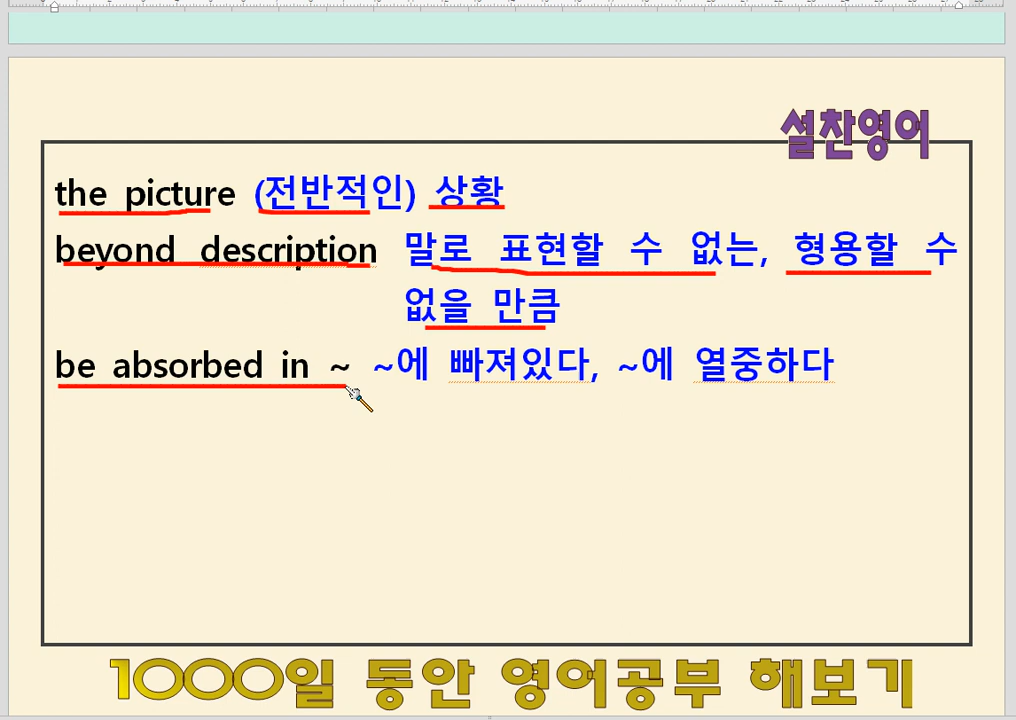 설찬영어
the picture (전반적인) 상황
beyond description 말로 표현할 수 없는, 형용할 수
없을 만큼
be absorbed in ~ ~에 빠져있다, ~에 열중하다
1000일 동안 영어공부 해보기